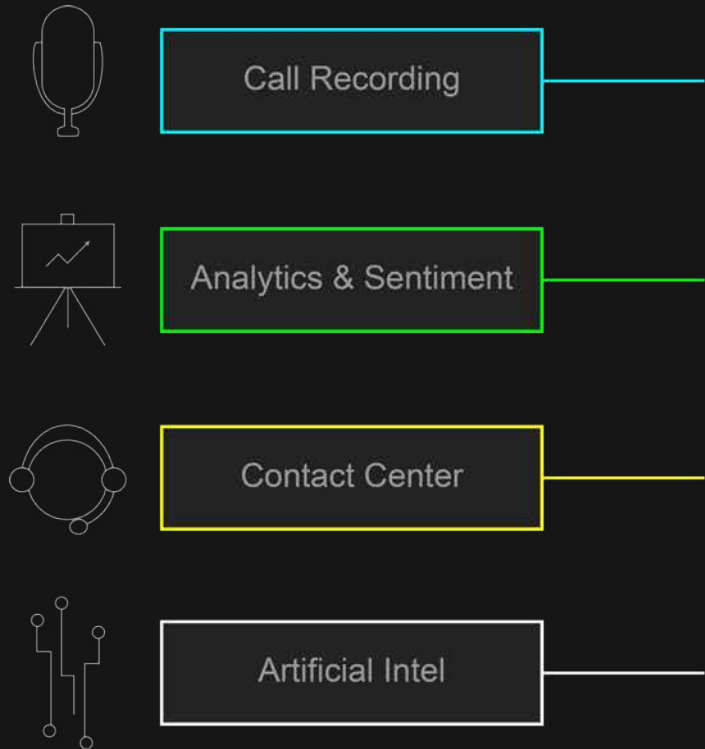 Call Recording
Analytics & Sentiment
Contact Center
Artificial Intel